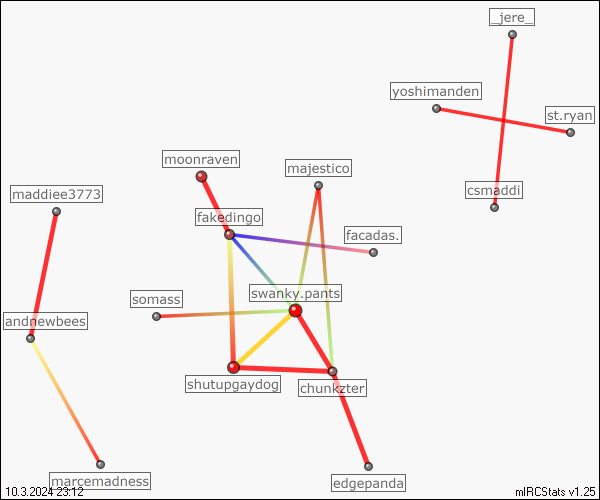 _jere_
yoshimanden
st.ryan
moonraven
majestico
maddiee3773
csmaddi
fakedingo
facadas.
swanky.pants
somass
andnewbees
shutupgaydog
chunkzter
marcemadness
edgepanda
10.3.2024 23:12
mIRCStats v1.25